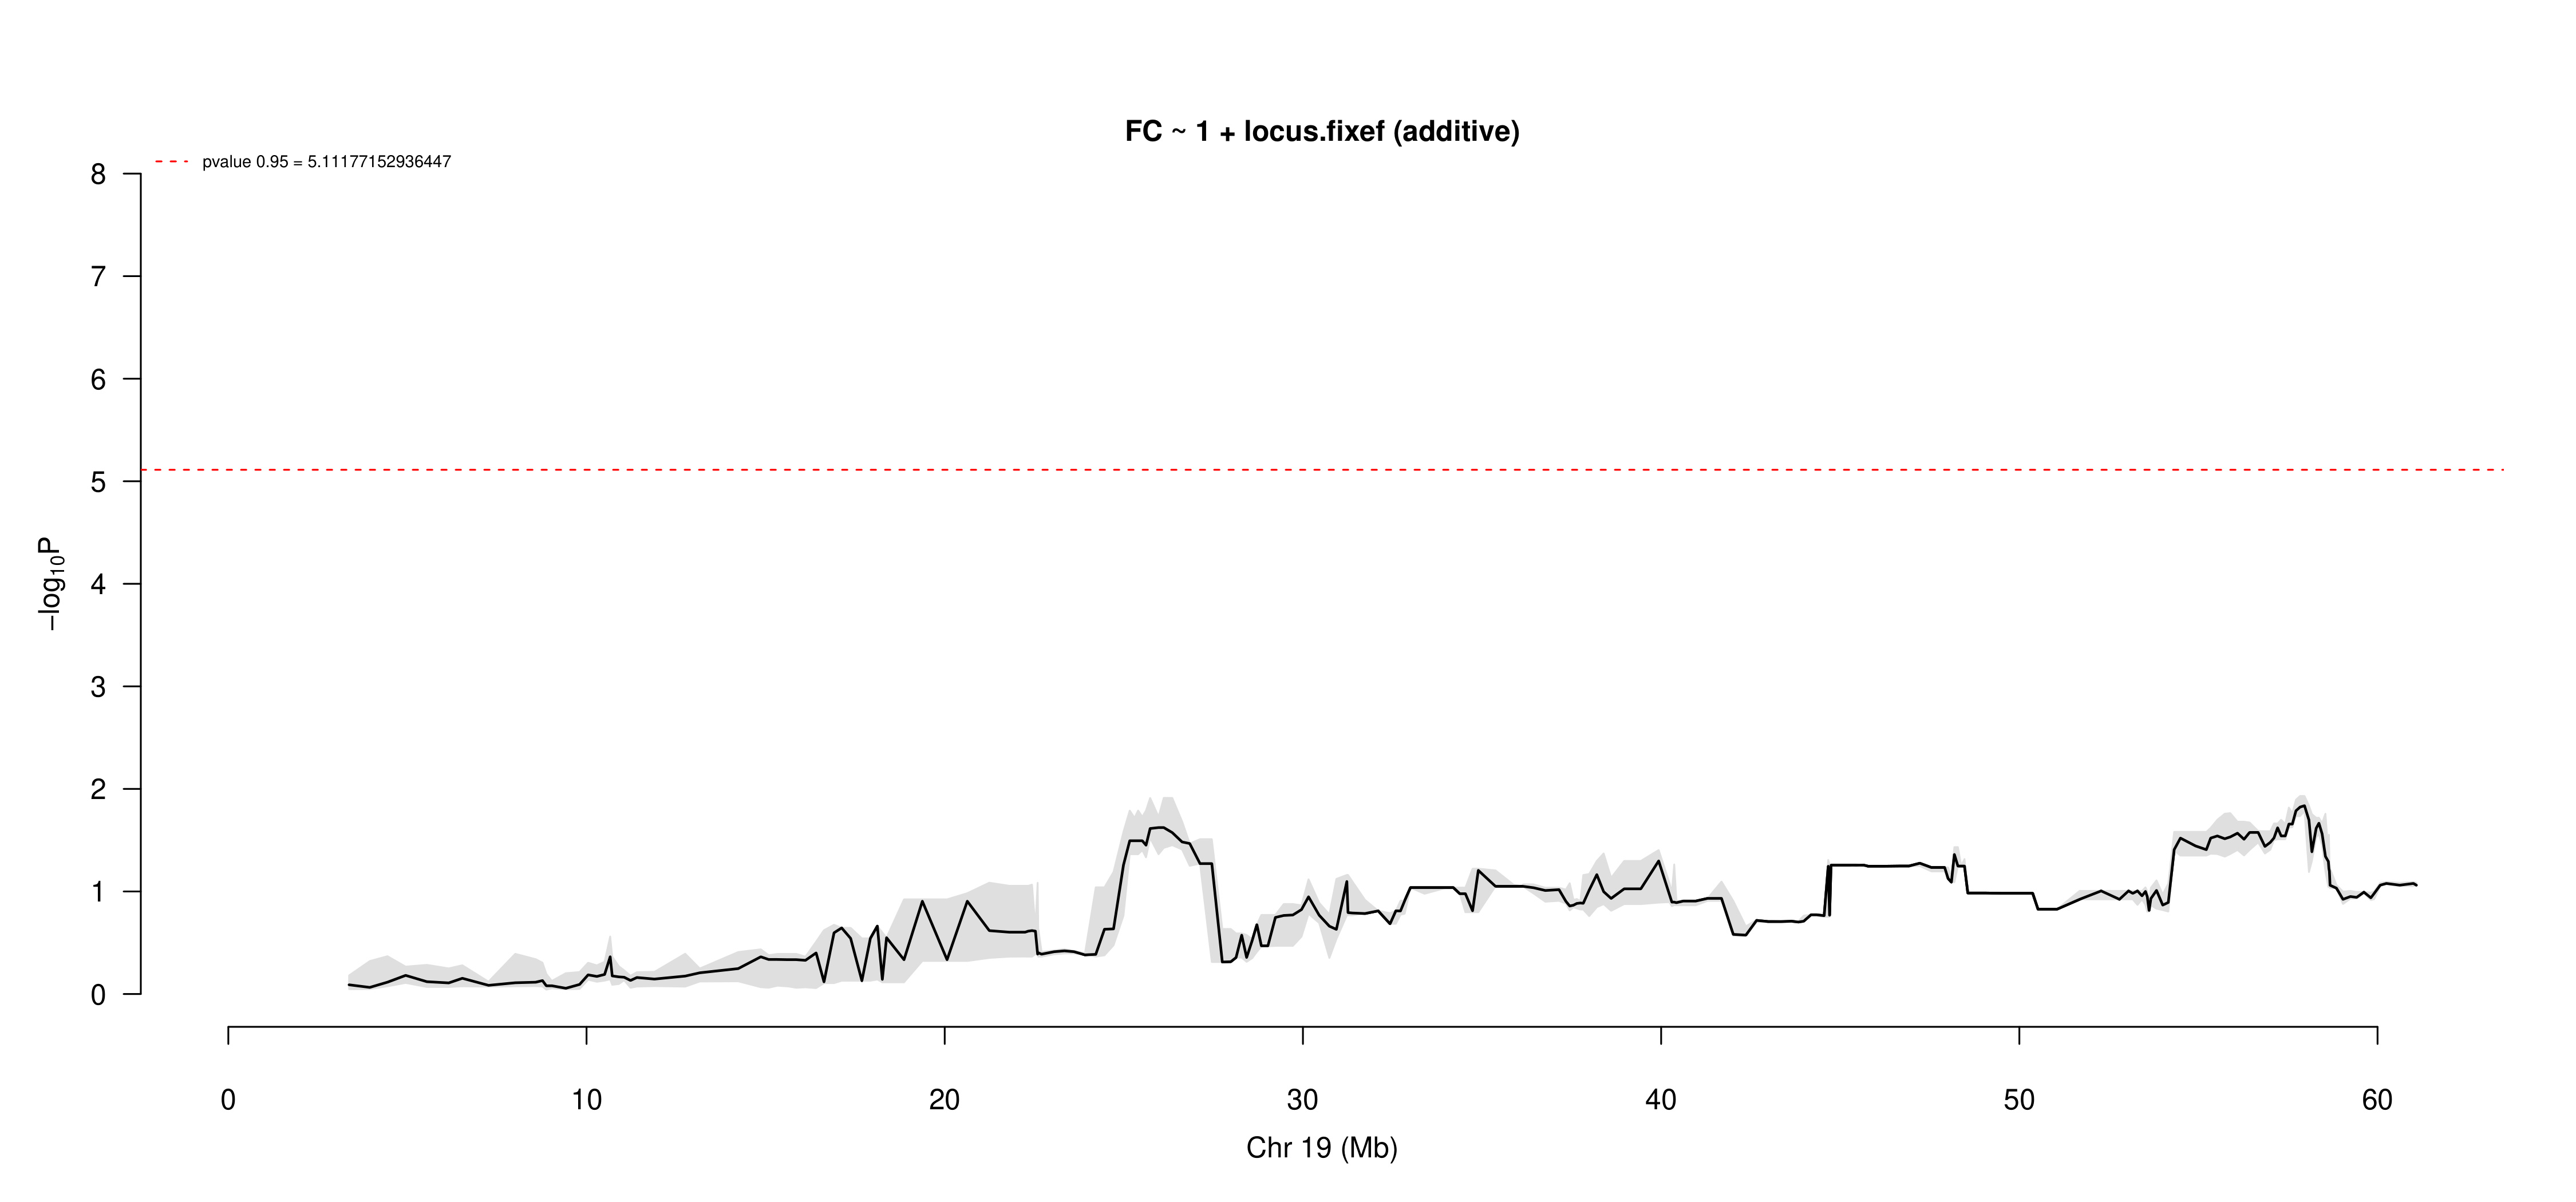 FC ~ 1 + locus.fixef (additive)
pvalue 0.95 = 5.11177152936447
8
7
6
5
4
3
2
1
0
−log10P
0 10 20 30 40 50 60
Chr 19 (Mb)